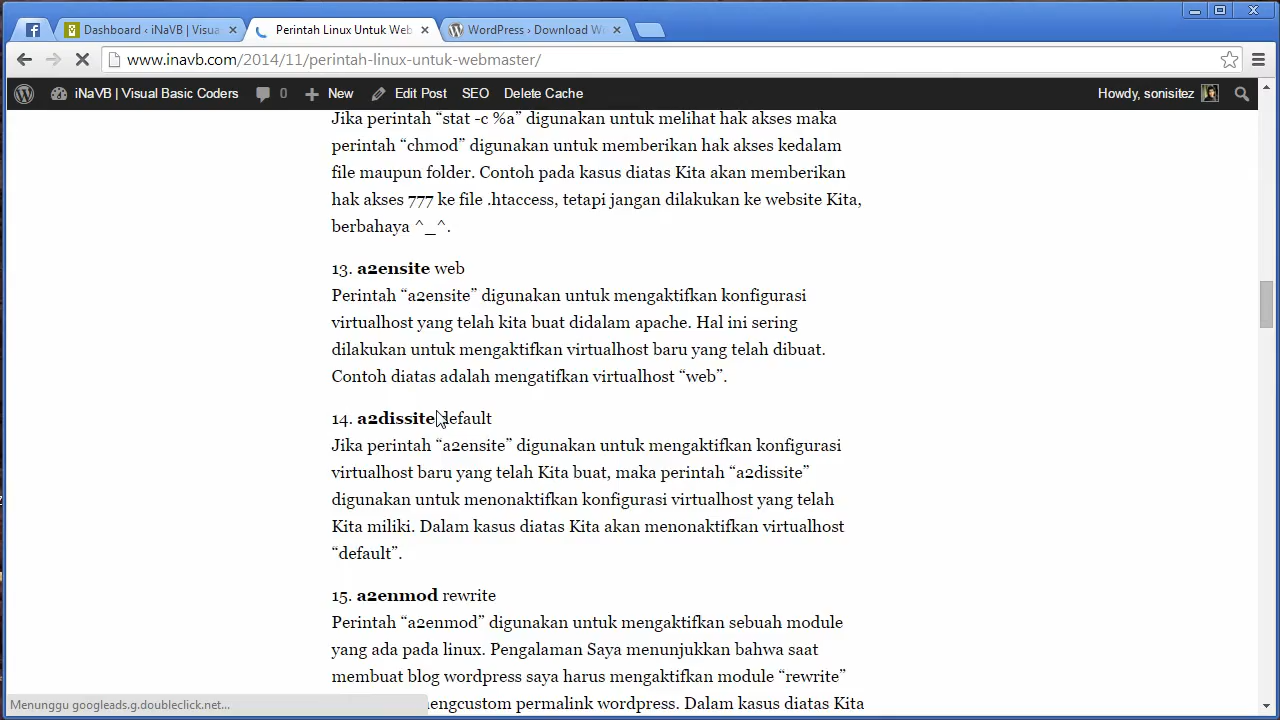 Dashboard ‹ iNaVB | Visua
Perintah Linux Untuk Web
WordPress › Download W
www.inavb.com/2014/11/perintah-linux-untuk-webmaster/
iNaVB | Visual Basic Coders
0
New
Edit Post
SEO
Delete Cache
Howdy, sonisitez
Jika perintah “stat -c %a” digunakan untuk melihat hak akses maka
perintah “chmod” digunakan untuk memberikan hak akses kedalam
file maupun folder. Contoh pada kasus diatas Kita akan memberikan
hak akses 777 ke file .htaccess, tetapi jangan dilakukan ke website Kita,
berbahaya ^_^.
13. a2ensite web
Perintah “a2ensite” digunakan untuk mengaktifkan konfigurasi
virtualhost yang telah kita buat didalam apache. Hal ini sering
dilakukan untuk mengaktifkan virtualhost baru yang telah dibuat.
Contoh diatas adalah mengatifkan virtualhost “web”.
14. a2dissite default
Jika perintah “a2ensite” digunakan untuk mengaktifkan konfigurasi
virtualhost baru yang telah Kita buat, maka perintah “a2dissite”
digunakan untuk menonaktifkan konfigurasi virtualhost yang telah
Kita miliki. Dalam kasus diatas Kita akan menonaktifkan virtualhost
“default”.
15. a2enmod rewrite
Perintah “a2enmod” digunakan untuk mengaktifkan sebuah module
yang ada pada linux. Pengalaman Saya menunjukkan bahwa saat
membuat blog wordpress saya harus mengaktifkan module “rewrite”
engcustom permalink wordpress. Dalam kasus diatas Kita
Menunggu googleads.g.doubleclick.net...